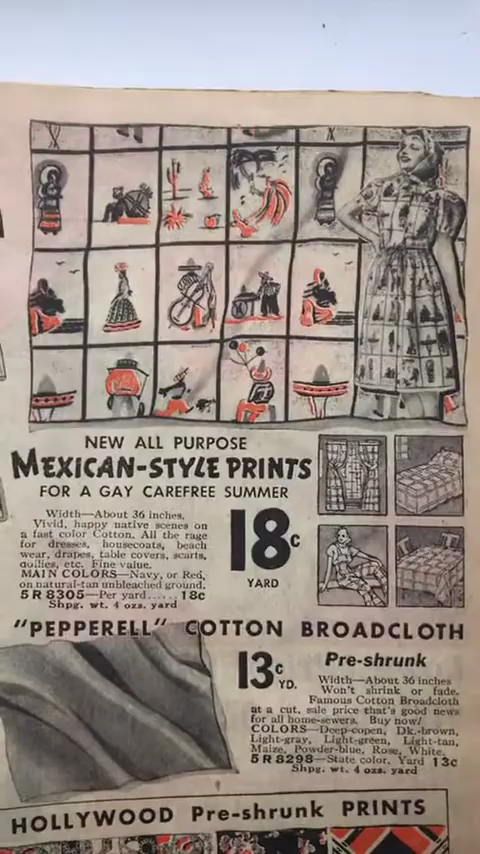 NEW ALL PURPOSE
MEXICAN-STYLE PRINTS
FOR A GAY CAREFREE SUMMER
Width—About 36 inches.
Vivid, happy native scenes on
a fast color Cotton. All the rage
for dresses, housecoats, beach
wear, drapes, table covers, scarfs,
doilies, etc. Fine value.
MAIN COLORS—Navy, or Red,
on natural-tan unbleached ground.
5 R 8305—Per yard...... 18c
Shpg. wt. 4 ozs. yard
18c
YARD
"PEPPERELL" COTTON BROADCLOTH
13c YD.
Pre-shrunk
Width—About 36 inches
Won't shrink or fade.
Famous Cotton Broadcloth
at a cut, sale price that's good news
for all home-sewers. Buy now!
COLORS—Deep-copen, Dk.-brown,
Light-gray, Light-green, Light-tan,
Maize, Powder-blue, Rose, White.
5 R 8298—State color. Yard 13c
Shpg. wt. 4 ozs. yard
HOLLYWOOD Pre-shrunk PRINTS